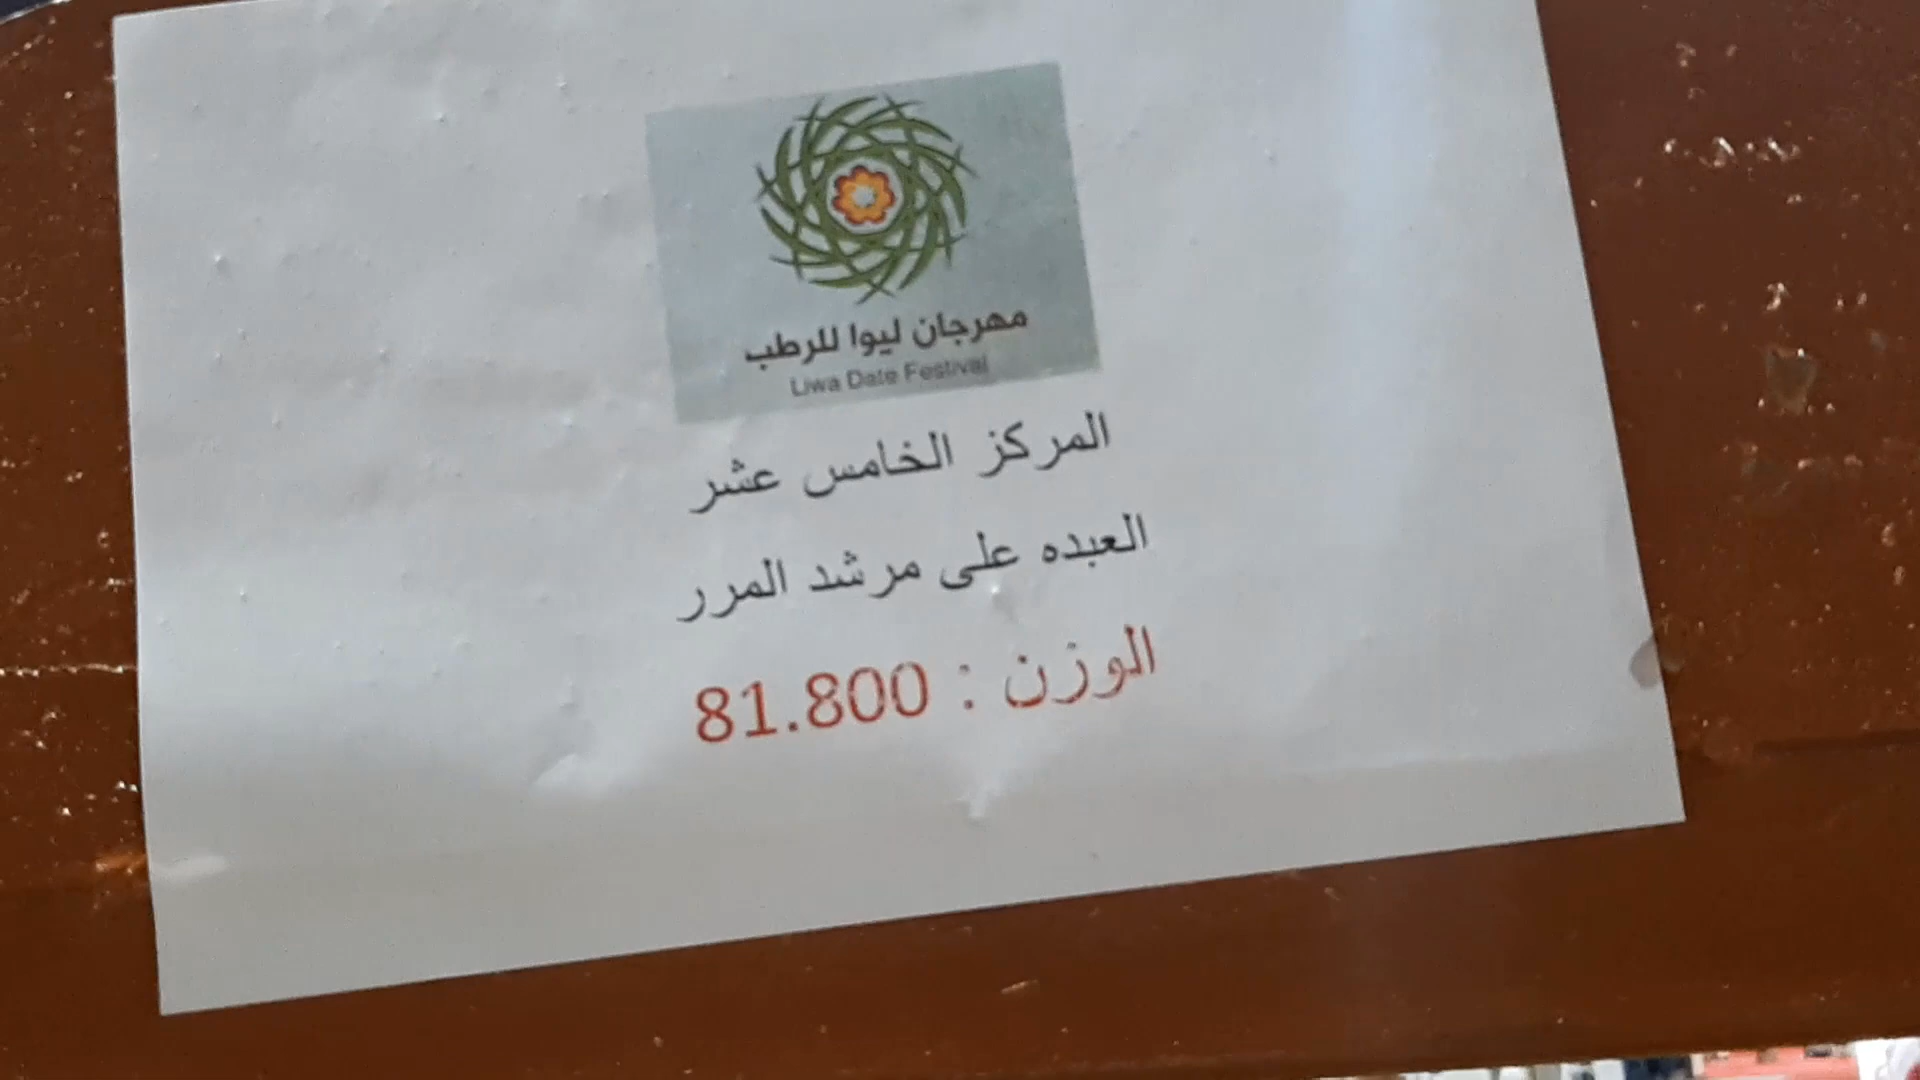 مهرجان ليوا للرطب
Liwa Date Festival
المركز الخامس عشر
العبده على مرشد المرر
الوزن : 81.800